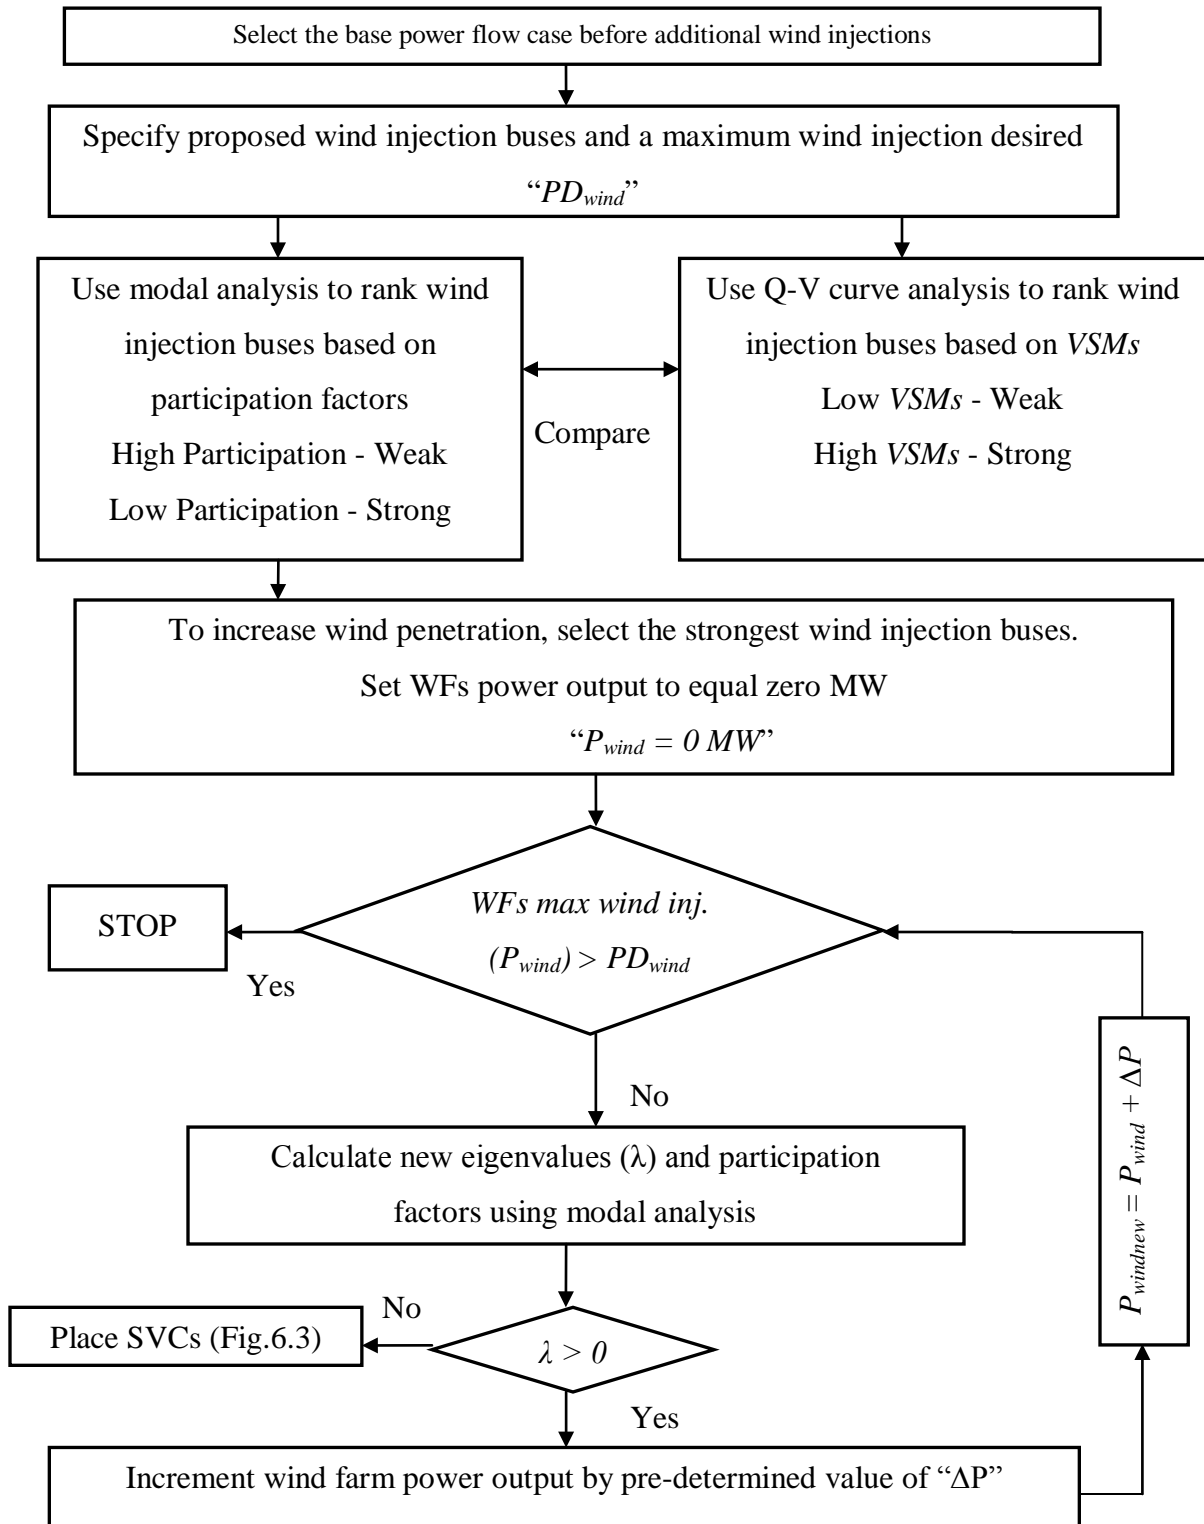 Select the base power flow case before additional wind injections
Specify proposed wind injection buses and a maximum wind injection desired
“PDwind”
Use modal analysis to rank wind
injection buses based on
participation factors
High Participation - Weak
Low Participation - Strong
Compare
Use Q-V curve analysis to rank wind
injection buses based on VSMs
Low VSMs - Weak
High VSMs - Strong
To increase wind penetration, select the strongest wind injection buses.
Set WFs power output to equal zero MW
“Pwind = 0 MW”
WFs max wind inj.
(Pwind) > PDwind
STOP
Yes
No
Calculate new eigenvalues (λ) and participation
factors using modal analysis
Pwindnew = Pwind + ΔP
No
Place SVCs (Fig.6.3)
λ > 0
Yes
Increment wind farm power output by pre-determined value of “ΔP”